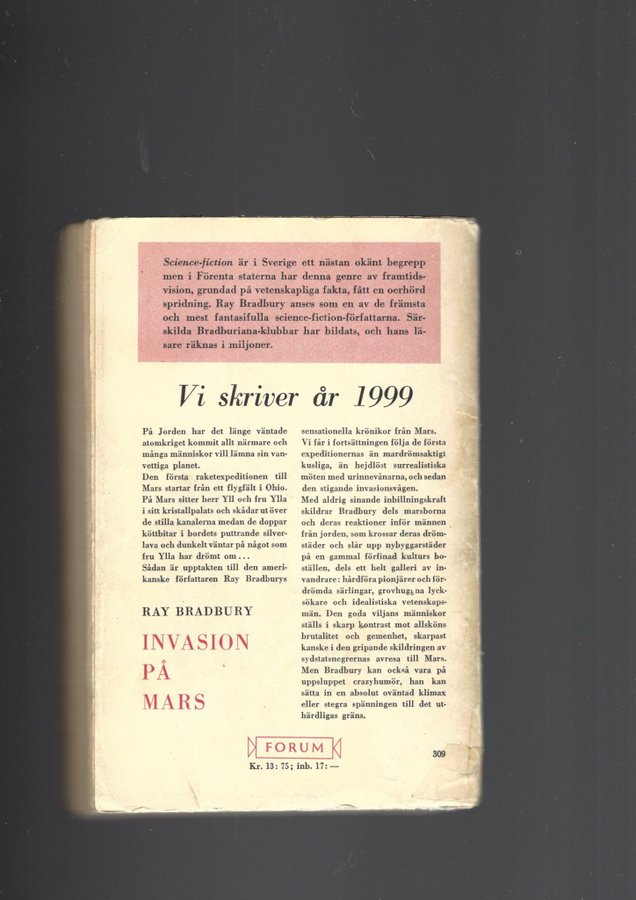 Science-fiction är i Sverige ett nästan okänt begrepp
men i Förenta staterna har denna genre av framtids-
vision, grundad på vetenskapliga fakta, fått en oerhörd
spridning. Ray Bradbury anses som en av de främsta
och mest fantasifulla science-fiction-författarna. Sär-
skilda Bradburiana-klubbar har bildats, och hans lä-
sare räknas i miljoner.
Vi skriver år 1999
På Jorden har det länge väntade
atomkriget kommit allt närmare och
många människor vill lämna sin van-
vettiga planet.
Den första raketexpeditionen till
Mars startar från ett flygfält i Ohio.
På Mars sitter herr Yll och fru Ylla
i sitt kristallpalats och skådar ut över
de stilla kanalerna medan de doppar
köttbitar i bordets puttrande silver-
lava och dunkelt väntar på något som
fru Ylla har drömt om ...
Sådan är upptakten till den ameri-
kanske författaren Ray Bradburys
RAY BRADBURY
INVASION
PÅ
MARS
sensationella krönikor från Mars.
Vi får i fortsättningen följa de första
expeditionernas än mardrömsaktigt
kusliga, än hejdlöst surrealistiska
möten med urinnevånarna, och sedan
den stigande invasionsvågen.
Med aldrig sinande inbillningskraft
skildrar Bradbury dels marsborna
och deras reaktioner inför männen
från jorden, som krossar deras dröm-
städer och slår upp nybyggarstäder
på en gammal förfinad kulturs bo-
ställen, dels ett helt galleri av in-
vandrare: hårdföra pionjärer och för-
drömda särlingar, grovhuggna lyck-
sökare och idealistiska vetenskaps-
män. Den goda viljans människor
ställs i skarp kontrast mot allsköns
brutalitet och gemenhet, skarpast
kanske i den gripande skildringen av
sydstatsnegrernas avresa till Mars.
Men Bradbury kan också vara på
uppsluppet crazyhumör, han kan
sätta in en absolut oväntad klimax
eller stegra spänningen till det ut-
härdligas gräns.
FORUM
Kr. 13: 75; inb. 17: —
309